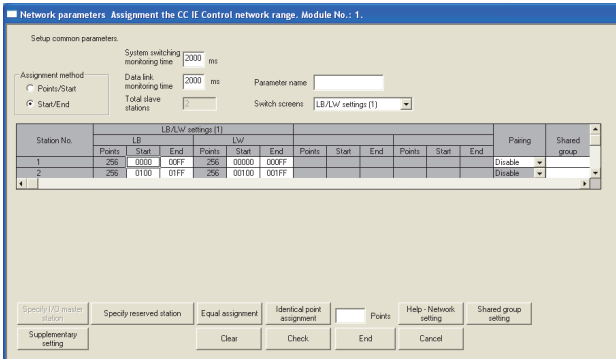 Network parameters Assignment the CC IE Control network range. Module No.: 1.
Setup common parameters.
System switching monitoring time 2000 ms
Assignment method
Points/Start
Start/End
Data link monitoring time 2000 ms
Parameter name
Total slave stations 2
Switch screens LB/LW settings (1)
Station No. LB/LW settings (1) Pairing Shared group
LB LW
Points Start End Points Start End Points Start End Points Start End
1 256 0000 00FF 256 00000 000FF Disable
2 256 0100 01FF 256 00100 001FF Disable
Specify I/O master station
Specify reserved station
Equal assignment
Identical point assignment
Points
Help - Network setting
Shared group setting
Supplementary setting
Clear
Check
End
Cancel